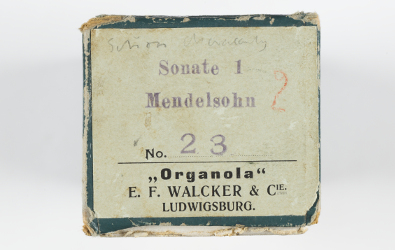 Sonate 1
Mendelsohn
2
No. 23
„Organola“
E. F. WALCKER & CIE.
LUDWIGSBURG.